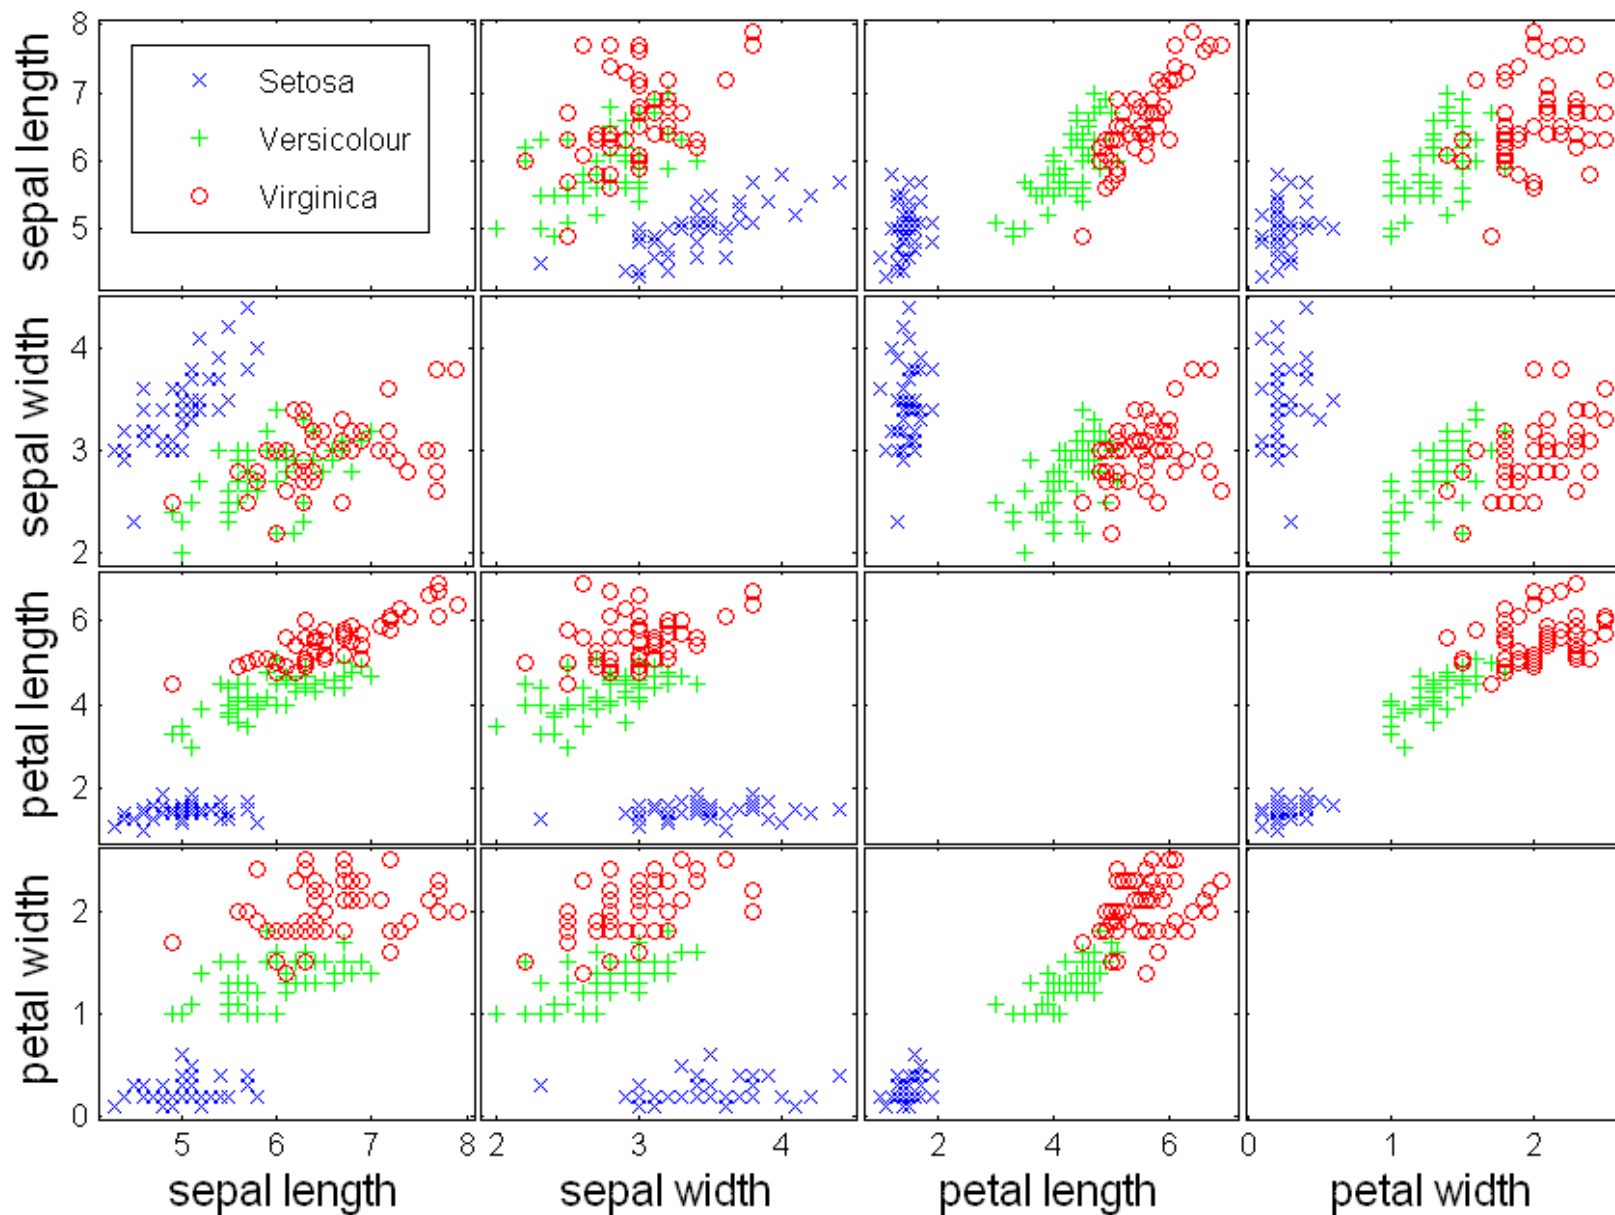 sepal length
8
7
6
5
Setosa
Versicolour
Virginica
sepal width
4
3
2
petal length
6
4
2
petal width
2
1
0
5 6 7 8
2 3 4
2 4 6
0 1 2
sepal length
sepal width
petal length
petal width